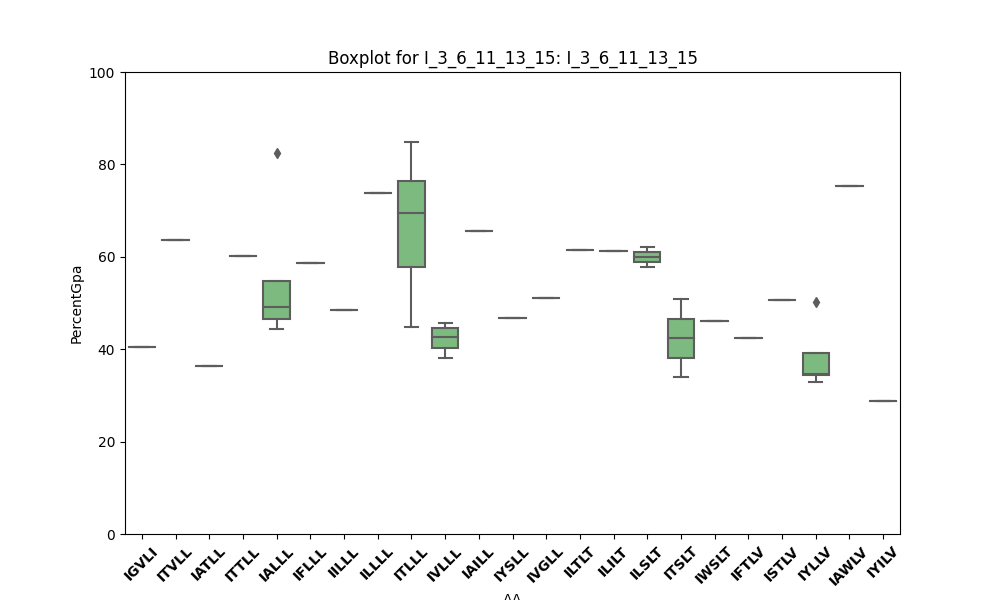 Boxplot for I_3_6_11_13_15: I_3_6_11_13_15
100
80
60
40
20
0
PercentGpa
IGVLI
ITVLL
IATLL
ITTLL
IALLL
IFLLL
IILLL
ILLLL
ITLLL
IVLLL
IAILL
IYSLL
IVGLL
ILTLT
ILILT
ILSLT
ITSLT
IWSLT
IFTLV
ISTLV
IYLLV
IAWLV
IYILV
AA